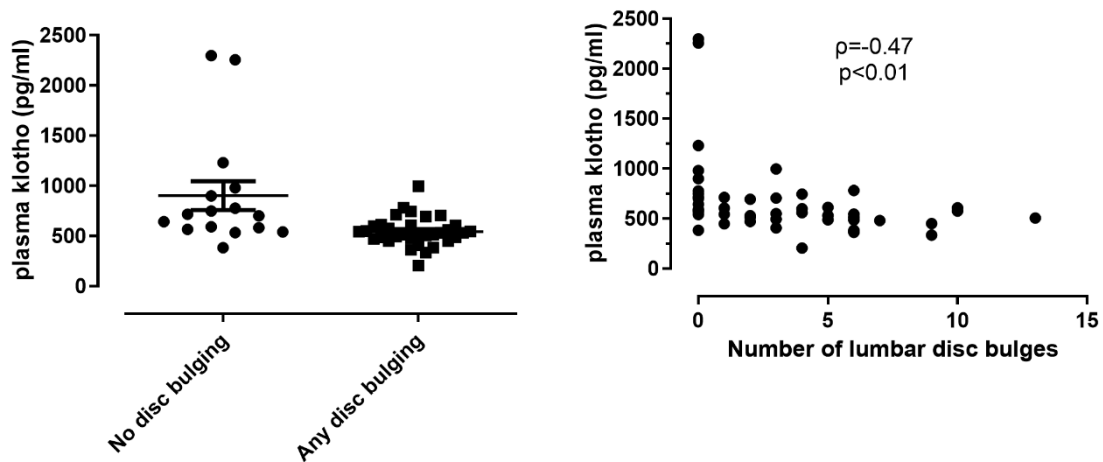 plasma klotho (pg/ml)
2500
2000
1500
1000
500
0
No disc bulging
Any disc bulging
plasma klotho (pg/ml)
2500
2000
1500
1000
500
0
ρ=-0.47
p<0.01
0
5
10
15
Number of lumbar disc bulges